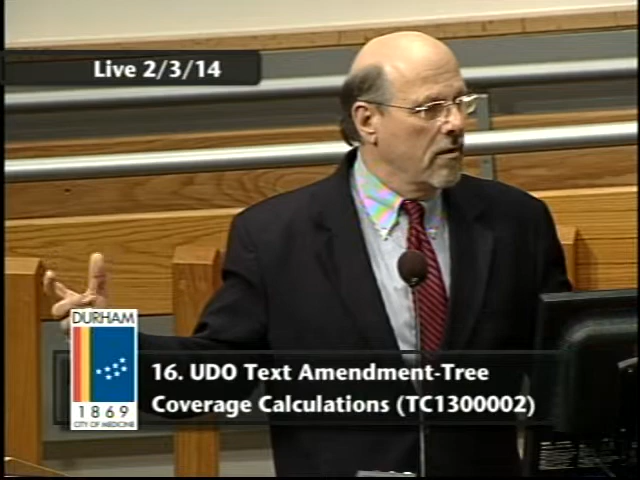 Live 2/3/14
DURHAM
1869
CITY OF MEDICINE
16. UDO Text Amendment-Tree
Coverage Calculations (TC1300002)